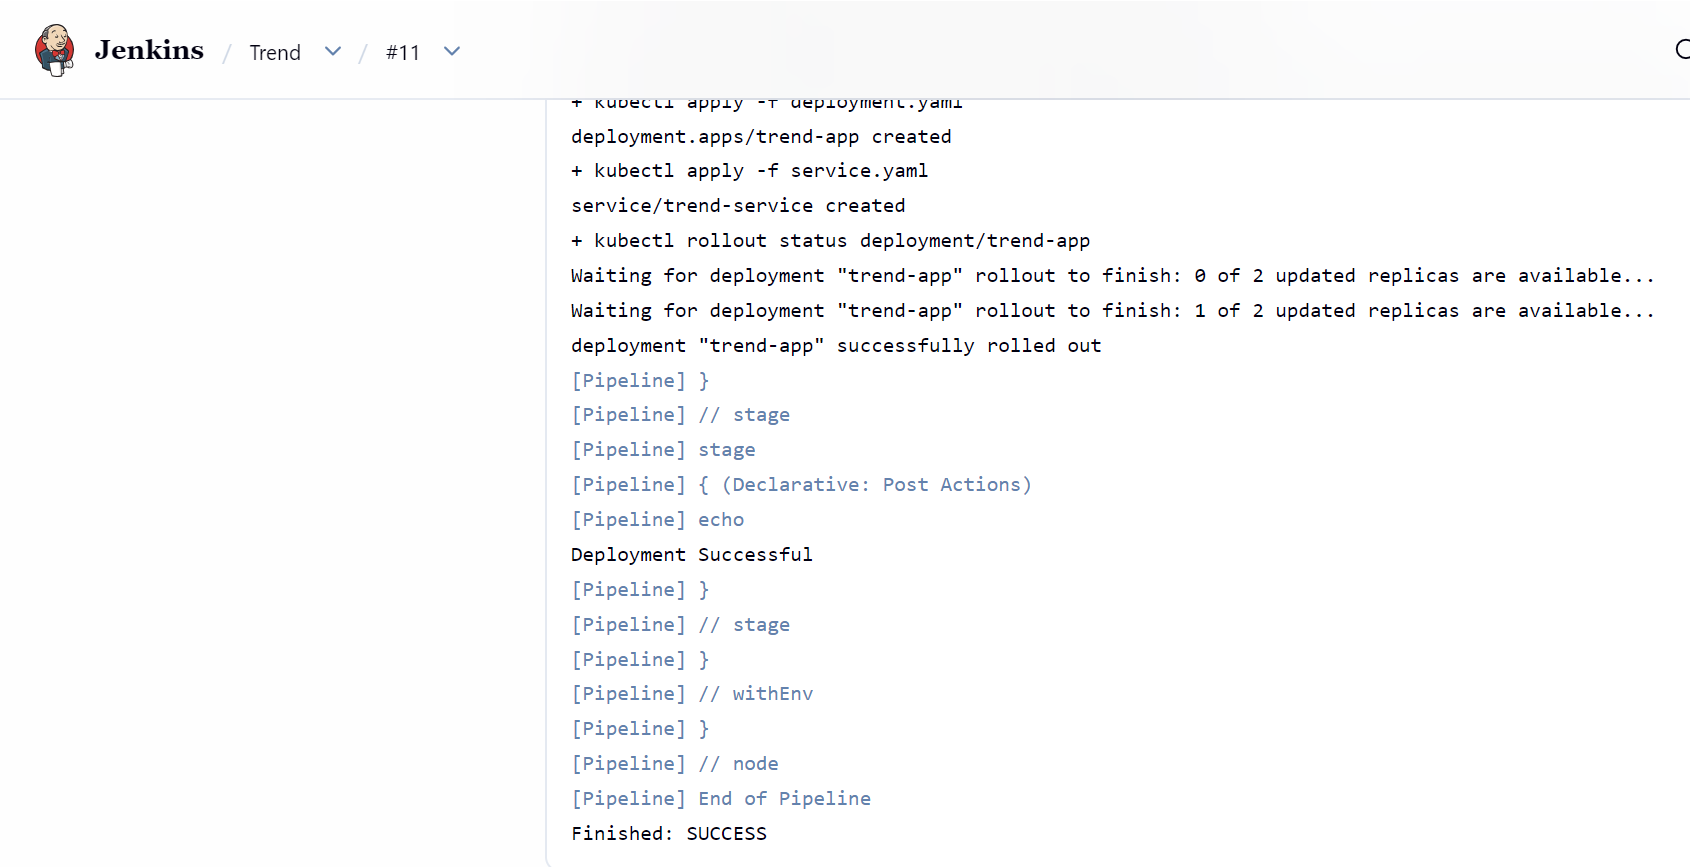 Jenkins / Trend / #11
+ kubectl apply -f deployment.yaml
deployment.apps/trend-app created
+ kubectl apply -f service.yaml
service/trend-service created
+ kubectl rollout status deployment/trend-app
Waiting for deployment "trend-app" rollout to finish: 0 of 2 updated replicas are available...
Waiting for deployment "trend-app" rollout to finish: 1 of 2 updated replicas are available...
deployment "trend-app" successfully rolled out
[Pipeline] }
[Pipeline] // stage
[Pipeline] stage
[Pipeline] { (Declarative: Post Actions)
[Pipeline] echo
Deployment Successful
[Pipeline] }
[Pipeline] // stage
[Pipeline] }
[Pipeline] // withEnv
[Pipeline] }
[Pipeline] // node
[Pipeline] End of Pipeline
Finished: SUCCESS